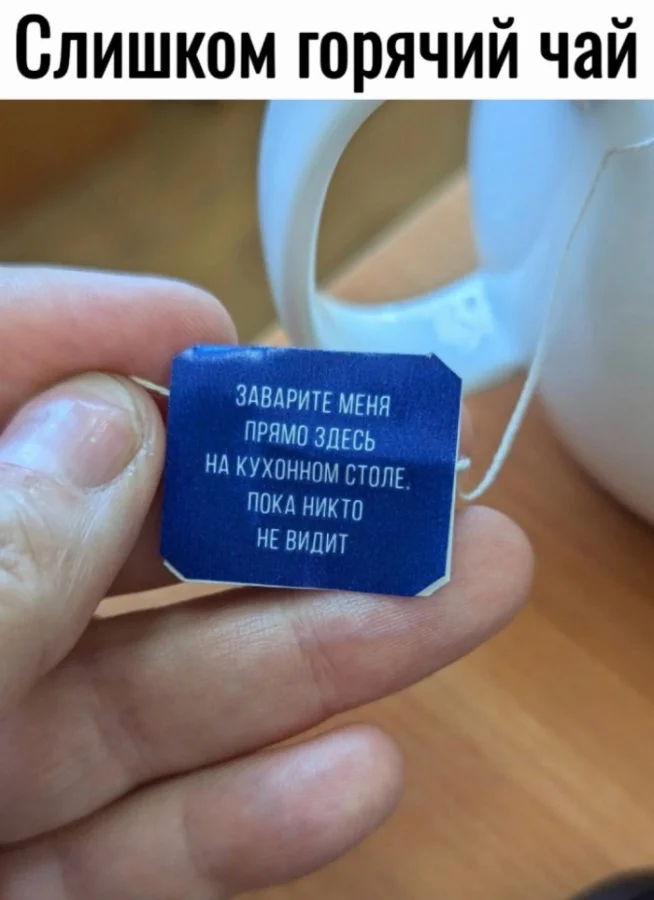 Слишком горячий чай
ЗАВАРИТЕ МЕНЯ
ПРЯМО ЗДЕСЬ
НА КУХОННОМ СТОЛЕ,
ПОКА НИКТО
НЕ ВИДИТ